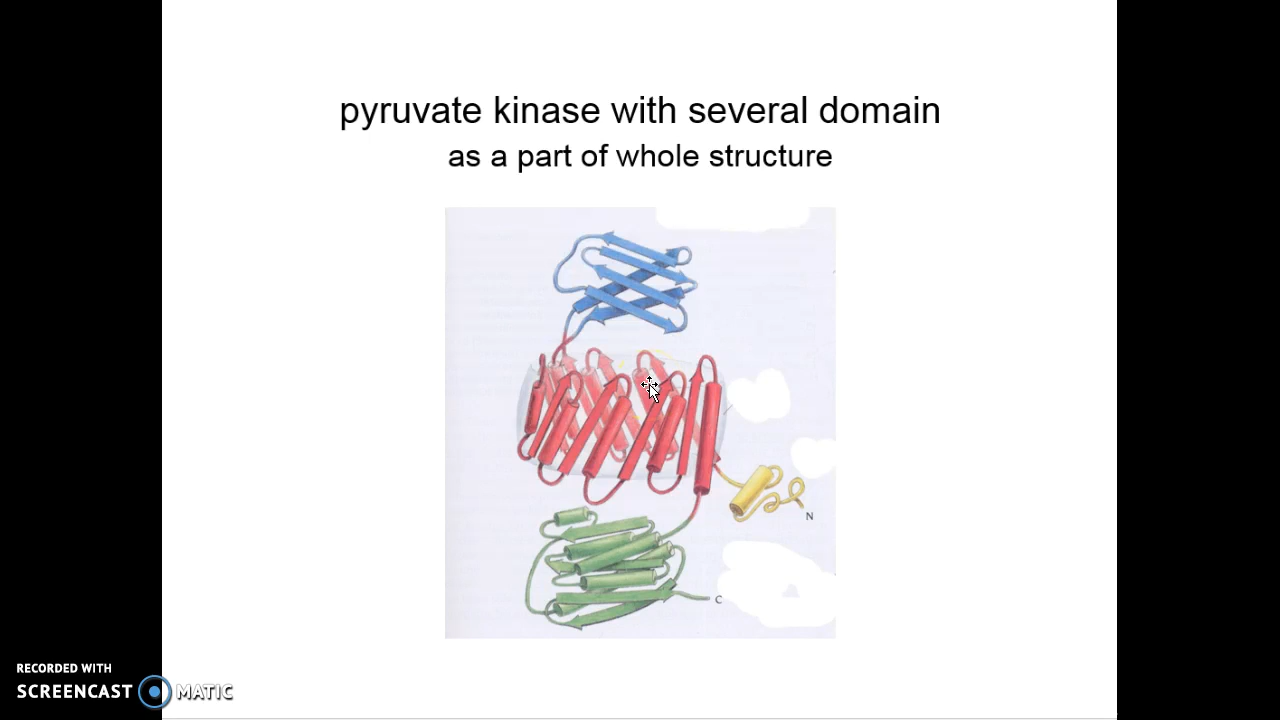 pyruvate kinase with several domain
as a part of whole structure
N
C
RECORDED WITH
SCREENCAST MATIC